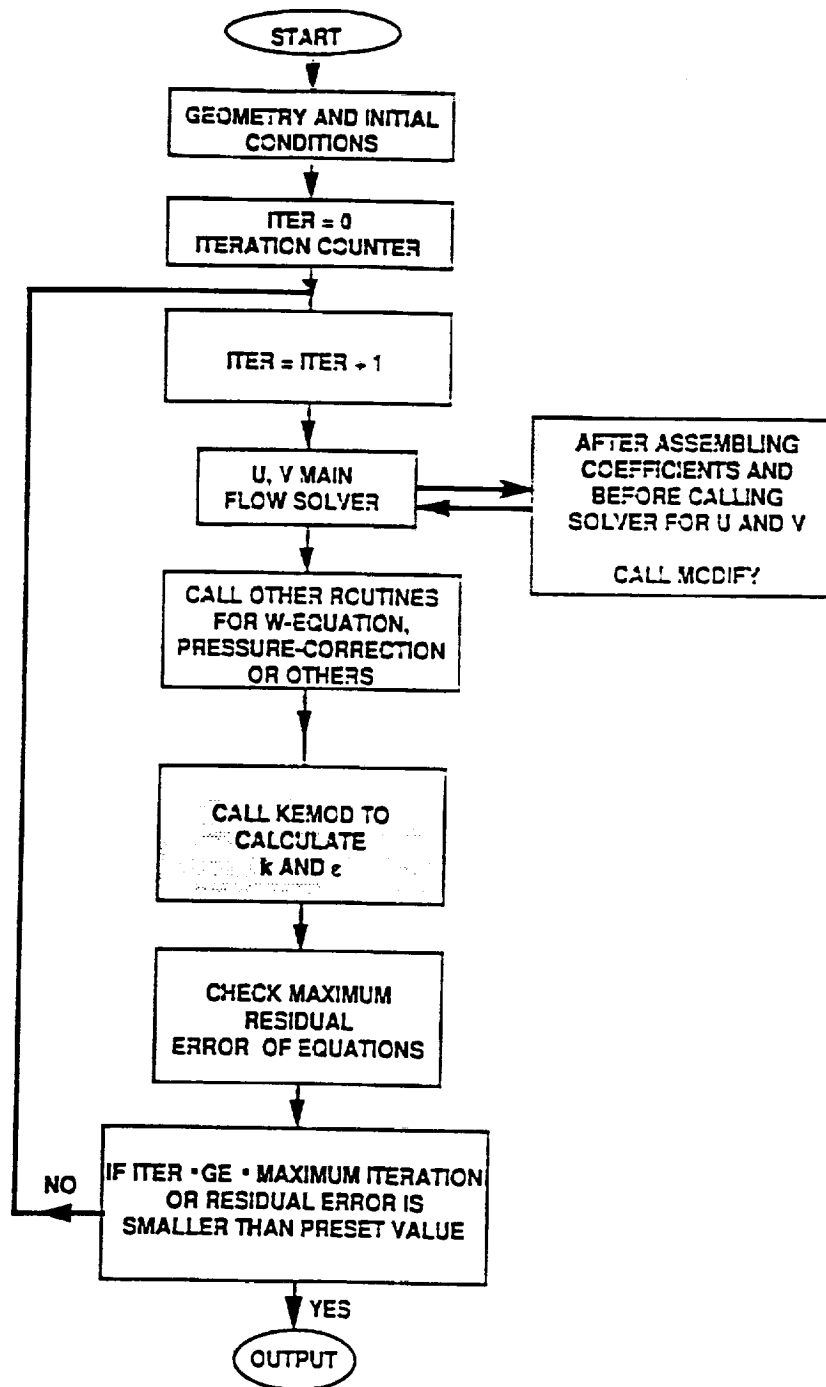 START
GEOMETRY AND INITIAL
CONDITIONS
ITER = 0
ITERATION COUNTER
ITER = ITER + 1
U, V MAIN
FLOW SOLVER
AFTER ASSEMBLING
COEFFICIENTS AND
BEFORE CALLING
SOLVER FOR U AND V
CALL MODIFY
CALL OTHER ROUTINES
FOR W-EQUATION,
PRESSURE-CORRECTION
OR OTHERS
CALL KEMOD TO
CALCULATE
k AND ε
CHECK MAXIMUM
RESIDUAL
ERROR OF EQUATIONS
IF ITER • GE • MAXIMUM ITERATION
OR RESIDUAL ERROR IS
SMALLER THAN PRESET VALUE
NO
YES
OUTPUT